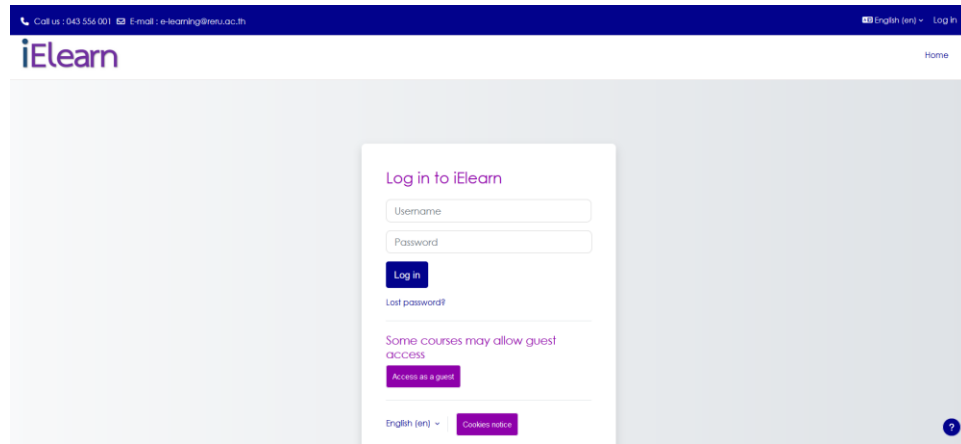 Call us : 043 556 001 E-mail : e-learning@reru.ac.th English (en) Log in
iElearn
Home
Log in to iElearn
Username
Password
Log in
Lost password?
Some courses may allow guest
access
Access as a guest
English (en)
Cookies notice
?